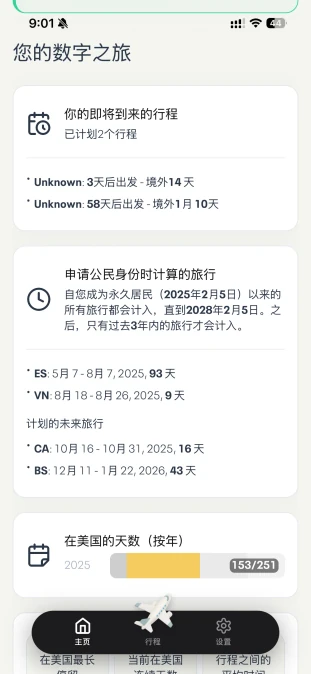 9:01
44
您的数字之旅
您的即将到来的行程
已计划2个行程
• Unknown: 3天后出发 - 境外14 天
• Unknown: 58天后出发 - 境外1 月 10天
申请公民身份时计算的旅行
自您成为永久居民（2025年2月5日）以来的
所有旅行都会计入，直到2028年2月5日。之
后，只有过去3年内的旅行才会计入。
• ES: 5月 7 - 8月 7, 2025, 93 天
• VN: 8月 18 - 8月 26, 2025, 9 天
计划的未来旅行
• CA: 10月 16 - 10月 31, 2025, 16 天
• BS: 12月 11 - 1月 22, 2026, 43 天
在美国的天数（按年）
2025
153/251
主页
行程
设置
在美国最长
当前在美国
行程之间的